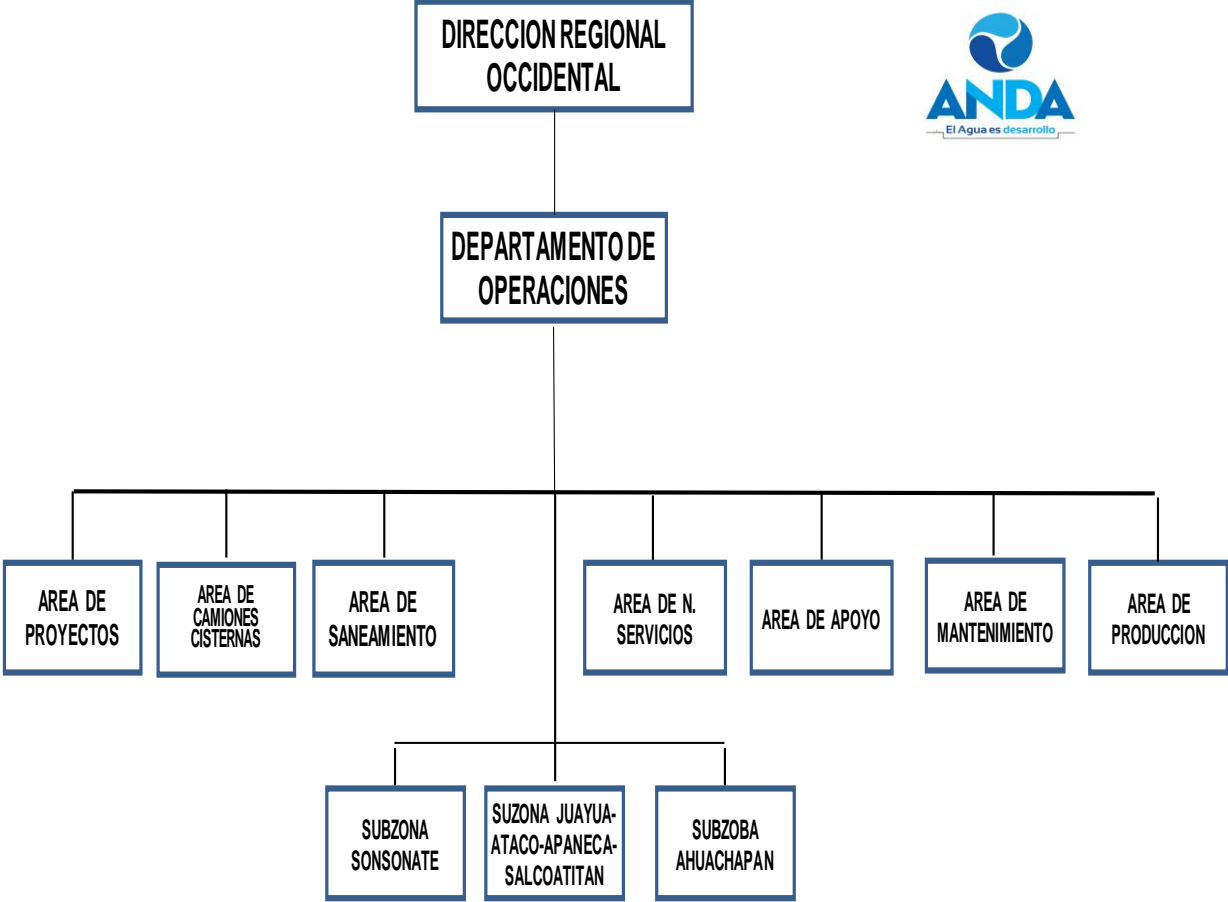 DIRECCION REGIONAL
OCCIDENTAL
ANDA
El Agua es desarrollo
DEPARTAMENTO DE
OPERACIONES
AREA DE
PROYECTOS
AREA DE
CAMIONES
CISTERNAS
AREA DE
SANEAMIENTO
AREA DE N.
SERVICIOS
AREA DE APOYO
AREA DE
MANTENIMIENTO
AREA DE
PRODUCCION
SUBZONA
SONSONATE
SUZONA JUAYUA-
ATACO-APANECA-
SALCOATITAN
SUBZOBA
AHUACHAPAN